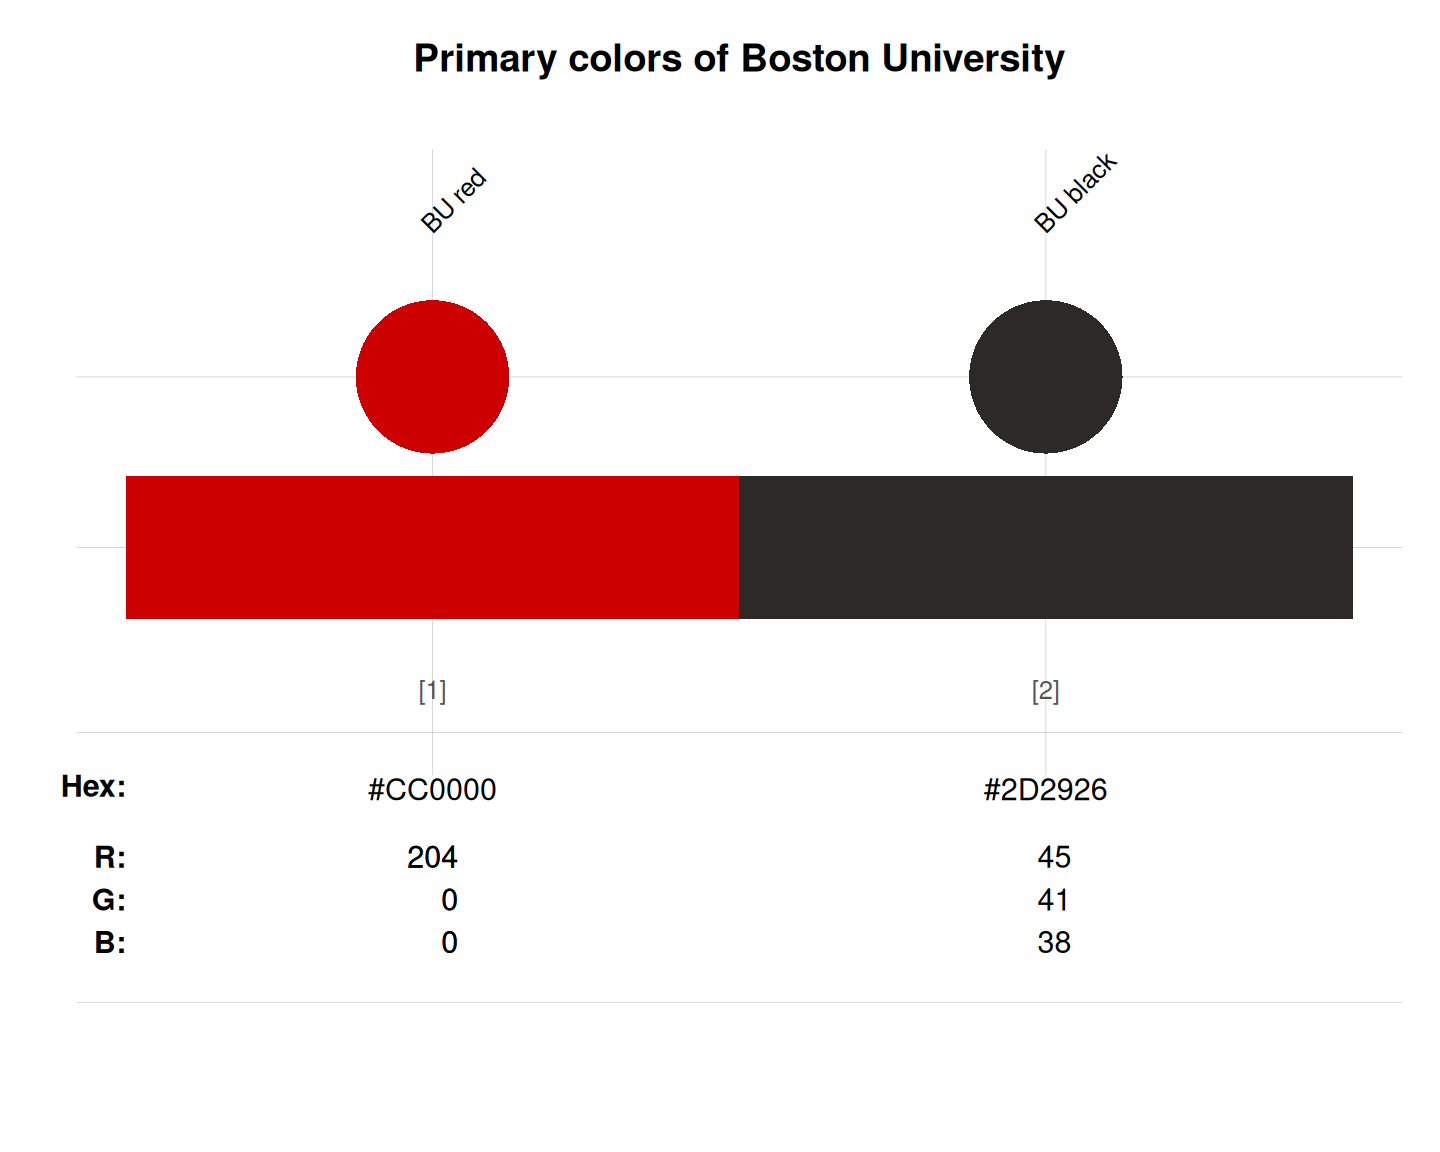 Primary colors of Boston University
BU red BU black
[1] [2]
Hex: #CC0000 #2D2926
R: 204 45
G: 0 41
B: 0 38